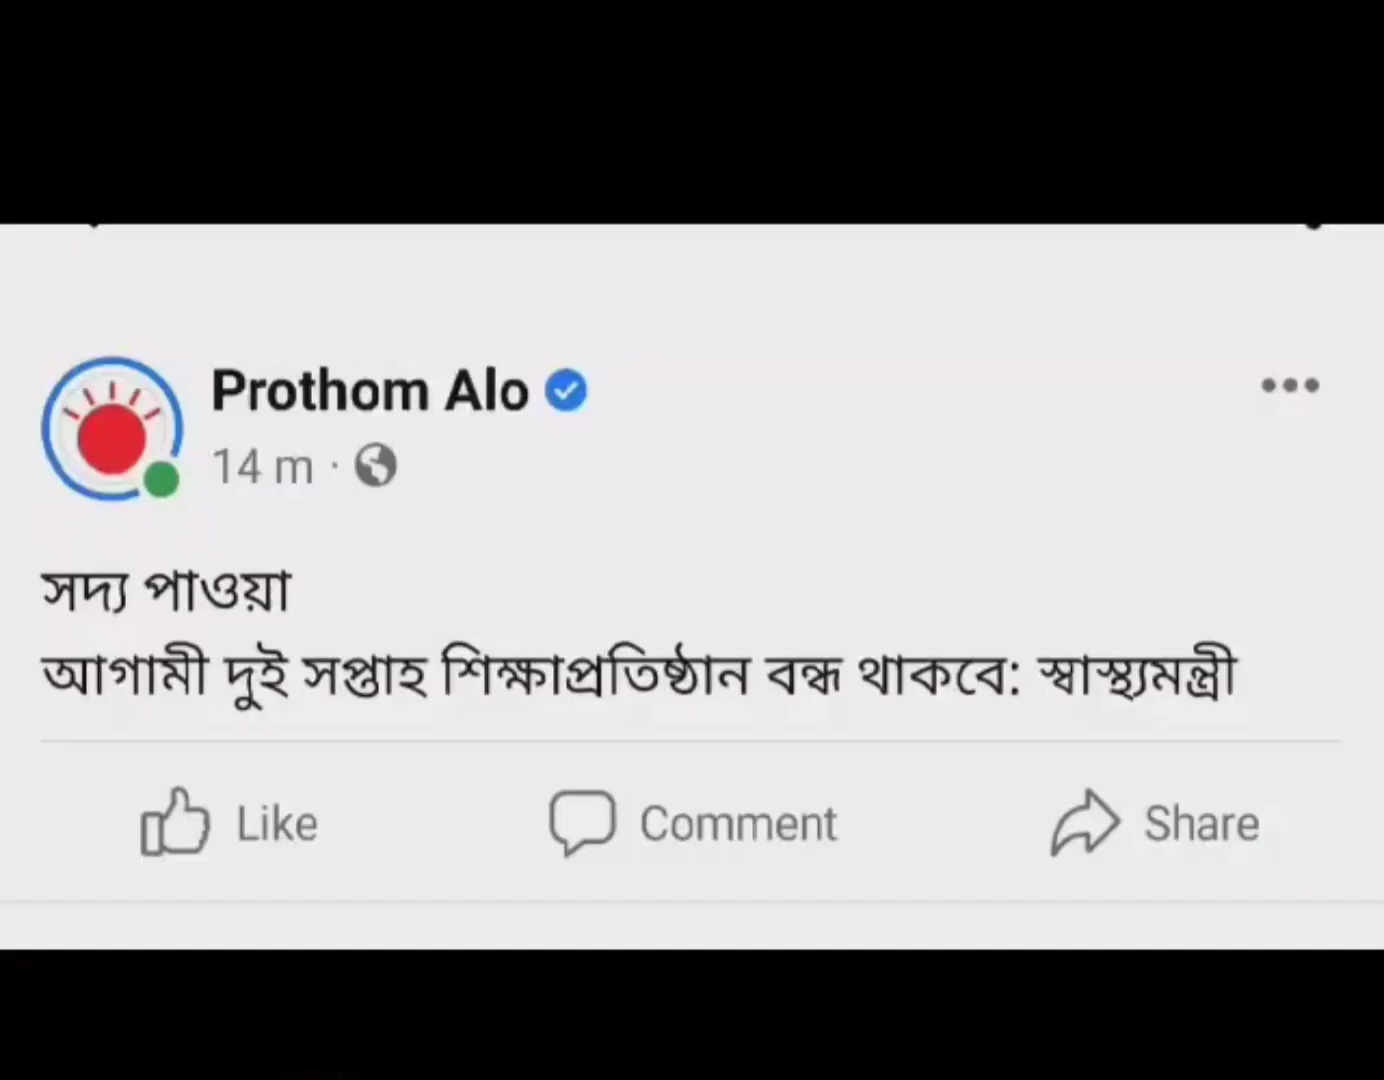 Prothom Alo
14 m ·
সদ্য পাওয়া
আগামী দুই সপ্তাহ শিক্ষাপ্রতিষ্ঠান বন্ধ থাকবে: স্বাস্থ্যমন্ত্রী
Like Comment Share